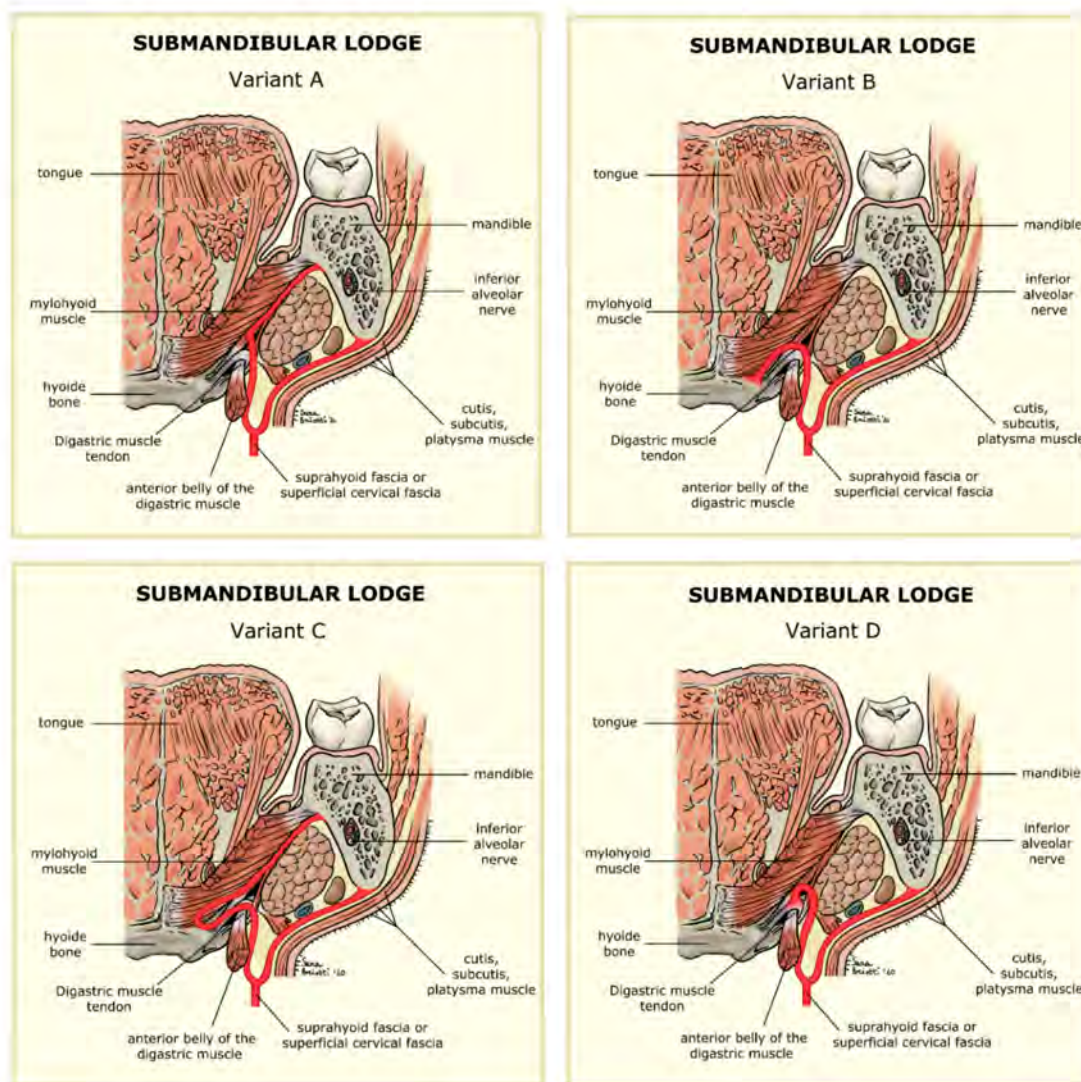 SUBMANDIBULAR LODGE
Variant A
tongue
mandible
mylohyoid
muscle
inferior
alveolar
nerve
hyoide
bone
Digastric muscle
tendon
cutis,
subcutis,
platysma muscle
anterior belly of the
digastric muscle
suprahyoid fascia or
superficial cervical fascia
SUBMANDIBULAR LODGE
Variant B
tongue
mandible
mylohyoid
muscle
inferior
alveolar
nerve
hyoide
bone
Digastric muscle
tendon
cutis,
subcutis,
platysma muscle
anterior belly of the
digastric muscle
suprahyoid fascia or
superficial cervical fascia
SUBMANDIBULAR LODGE
Variant C
tongue
mandible
mylohyoid
muscle
inferior
alveolar
nerve
hyoide
bone
Digastric muscle
tendon
cutis,
subcutis,
platysma muscle
anterior belly of the
digastric muscle
suprahyoid fascia or
superficial cervical fascia
SUBMANDIBULAR LODGE
Variant D
tongue
mandible
mylohyoid
muscle
inferior
alveolar
nerve
hyoide
bone
Digastric muscle
tendon
cutis,
subcutis,
platysma muscle
anterior belly of the
digastric muscle
suprahyoid fascia or
superficial cervical fascia